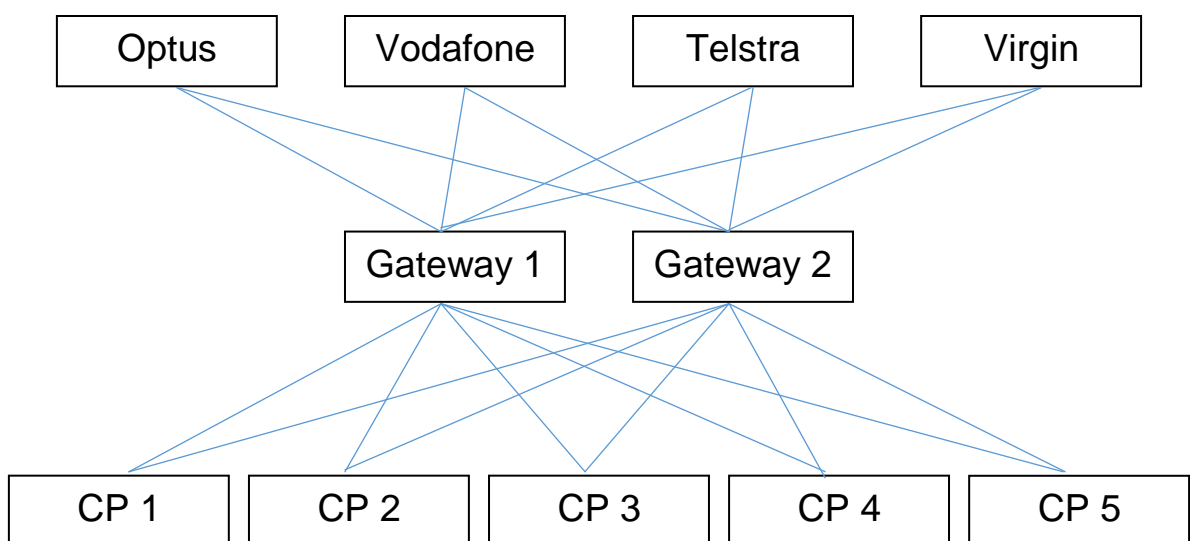 Optus Vodafone Telstra Virgin
Gateway 1 Gateway 2
CP 1 CP 2 CP 3 CP 4 CP 5